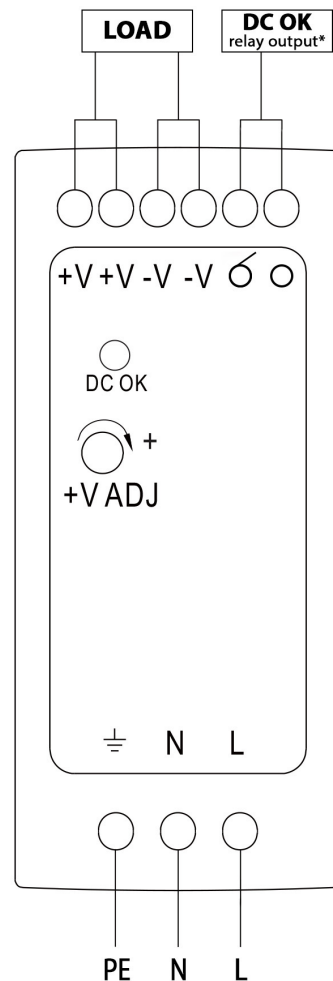 LOAD
DC OK
relay output*
+V +V -V -V
DC OK
+
+V ADJ
N L
PE N L